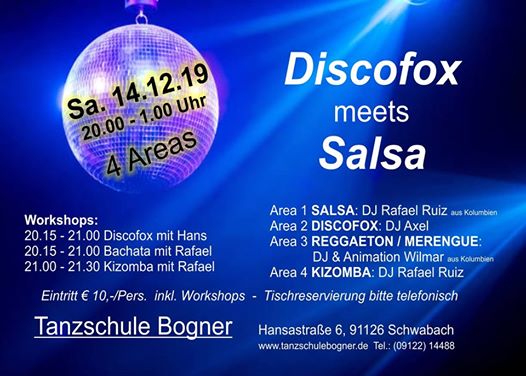 Sa. 14.12.19
20.00 - 1.00 Uhr
4 Areas
Discofox
meets
Salsa
Workshops:
20.15 - 21.00 Discofox mit Hans
20.15 - 21.00 Bachata mit Rafael
21.00 - 21.30 Kizomba mit Rafael
Area 1 SALSA: DJ Rafael Ruiz aus Kolumbien
Area 2 DISCOFOX: DJ Axel
Area 3 REGGAETON / MERENGUE:
DJ & Animation Wilmar aus Kolumbien
Area 4 KIZOMBA: DJ Rafael Ruiz
Eintritt € 10,-/Pers. inkl. Workshops - Tischreservierung bitte telefonisch
Tanzschule Bogner
Hansastraße 6, 91126 Schwabach
www.tanzschulebogner.de Tel.: (09122) 14488